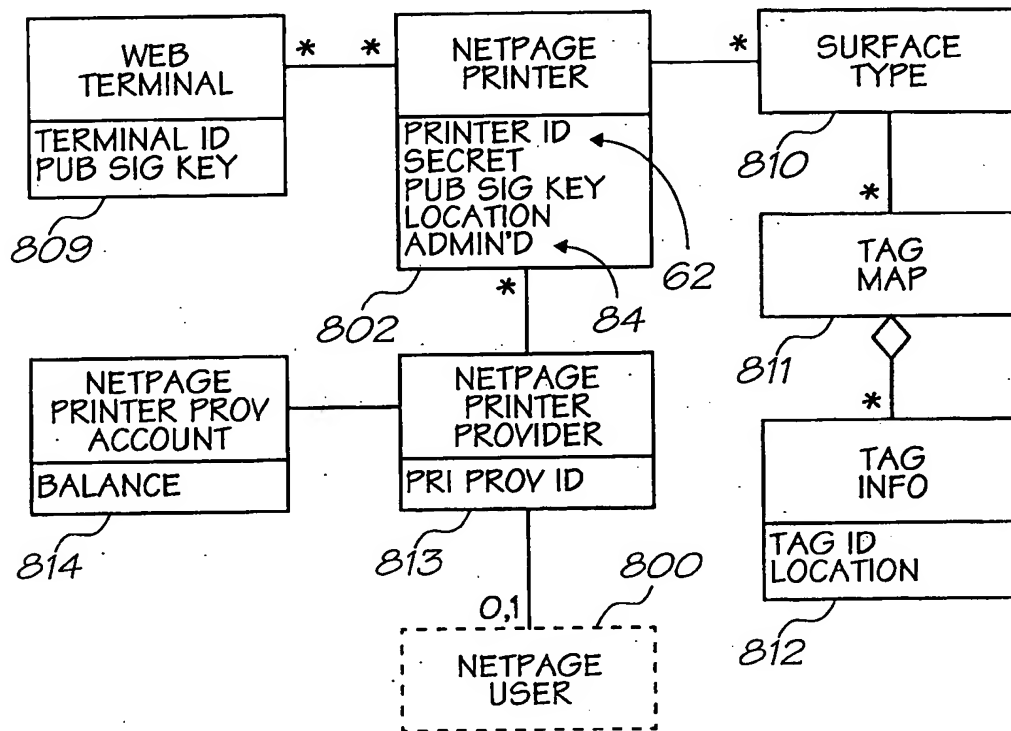 WEB
TERMINAL
TERMINAL ID
PUB SIG KEY
809
* *
NETPAGE
PRINTER
PRINTER ID
SECRET
PUB SIG KEY
LOCATION
ADMIN'D
802
62
84
*
SURFACE
TYPE
810
*
TAG
MAP
811
*
TAG
INFO
TAG ID
LOCATION
812
*
NETPAGE
PRINTER PROV
ACCOUNT
BALANCE
814
NETPAGE
PRINTER
PROVIDER
PRI PROV ID
813
800
0,1
NETPAGE
USER